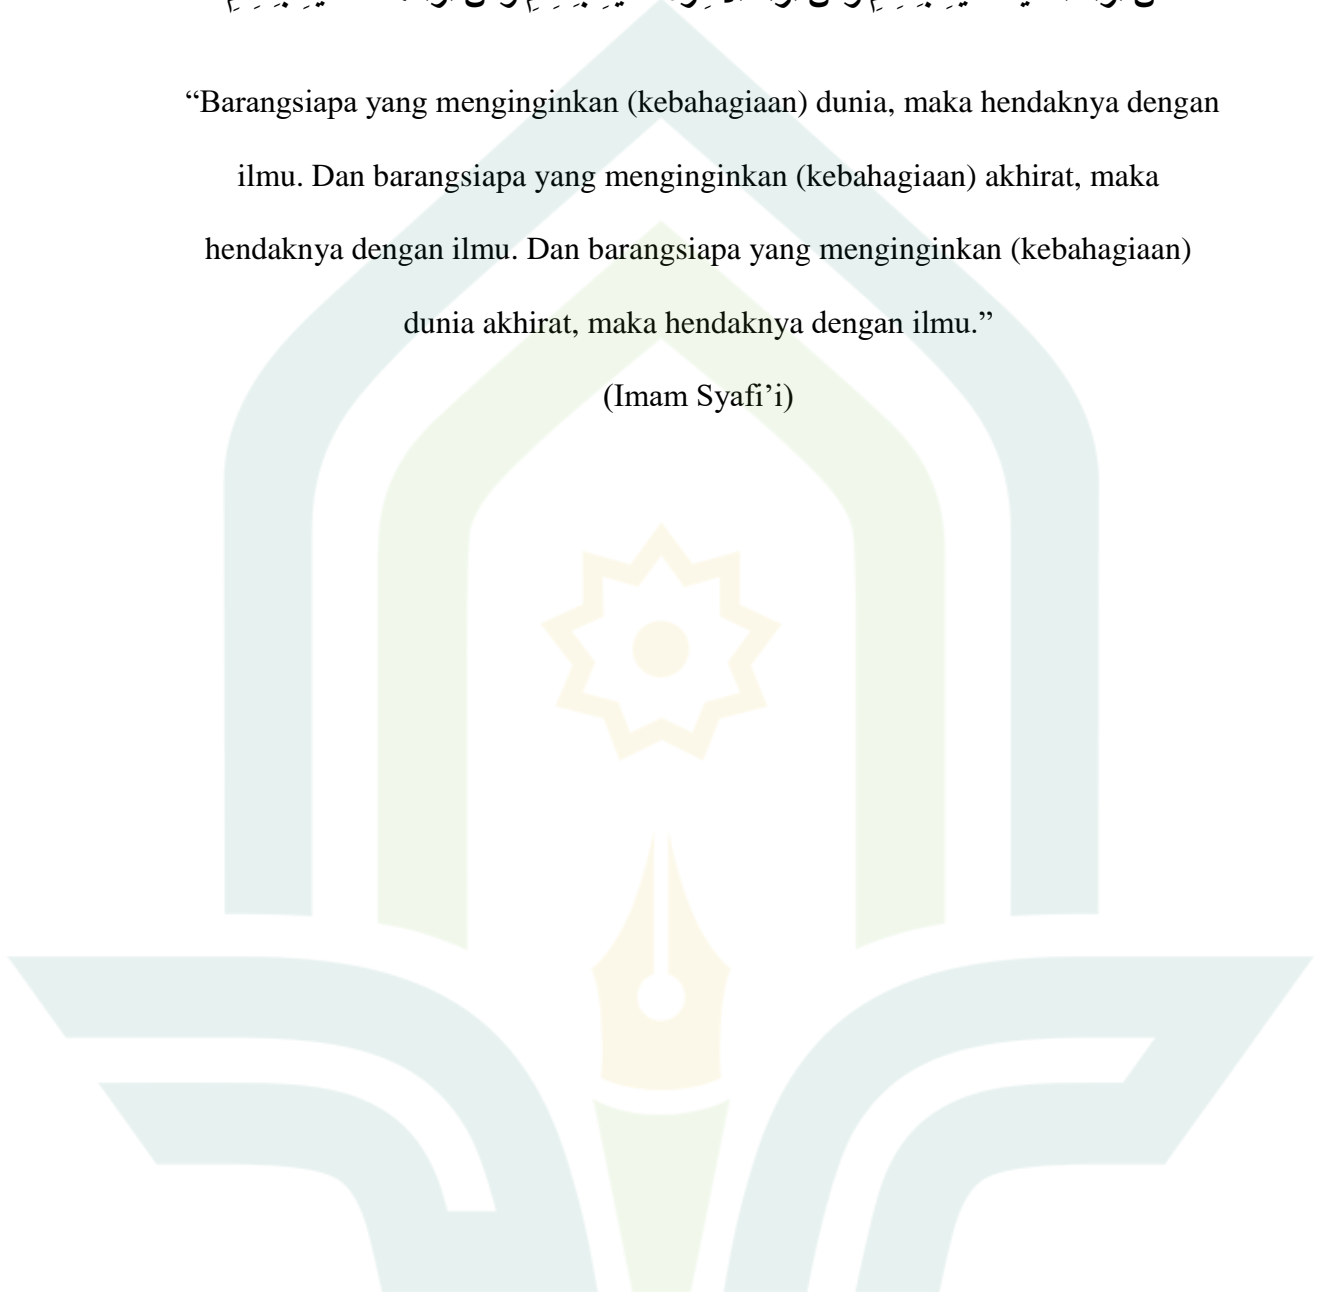 “Barangsiapa yang menginginkan (kebahagiaan) dunia, maka hendaknya dengan
ilmu. Dan barangsiapa yang menginginkan (kebahagiaan) akhirat, maka
hendaknya dengan ilmu. Dan barangsiapa yang menginginkan (kebahagiaan)
dunia akhirat, maka hendaknya dengan ilmu.”
(Imam Syafi’i)